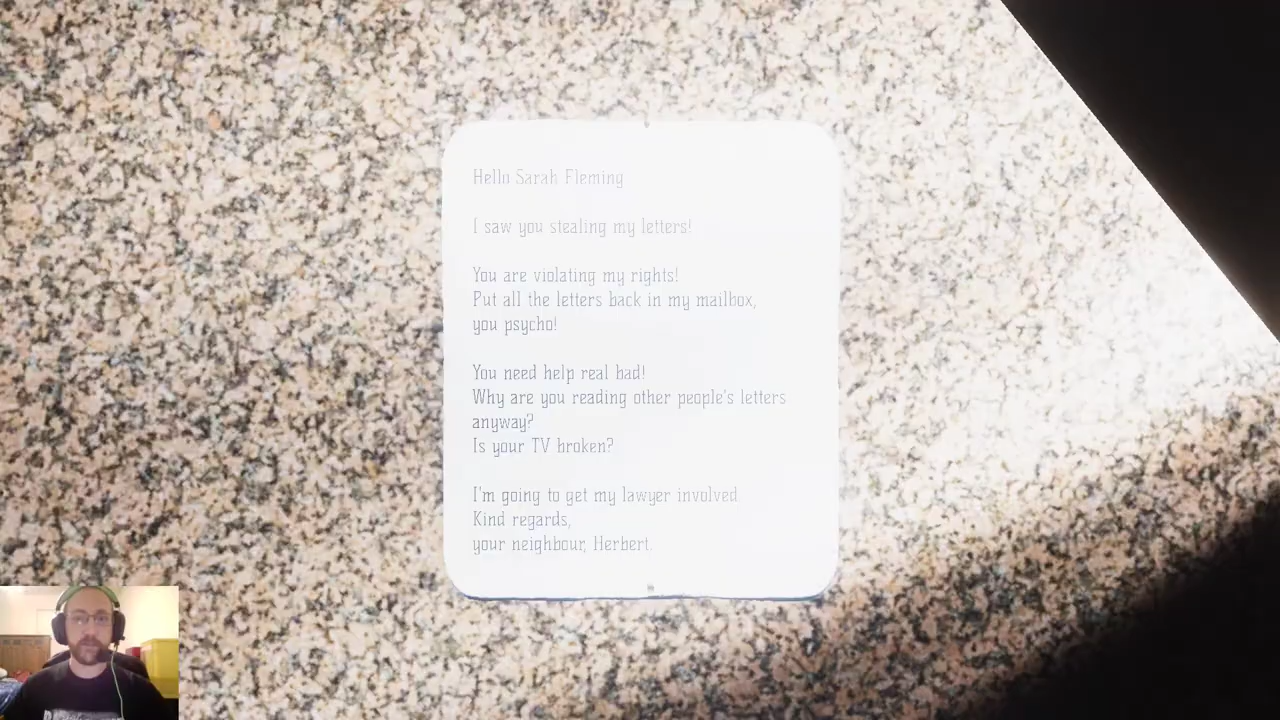 Hello Sarah Fleming
I saw you stealing my letters!
You are violating my rights!
Put all the letters back in my mailbox,
you psycho!
You need help real bad!
Why are you reading other people's letters
anyway?
Is your TV broken?
I'm going to get my lawyer involved
Kind regards,
your neighbour, Herbert.